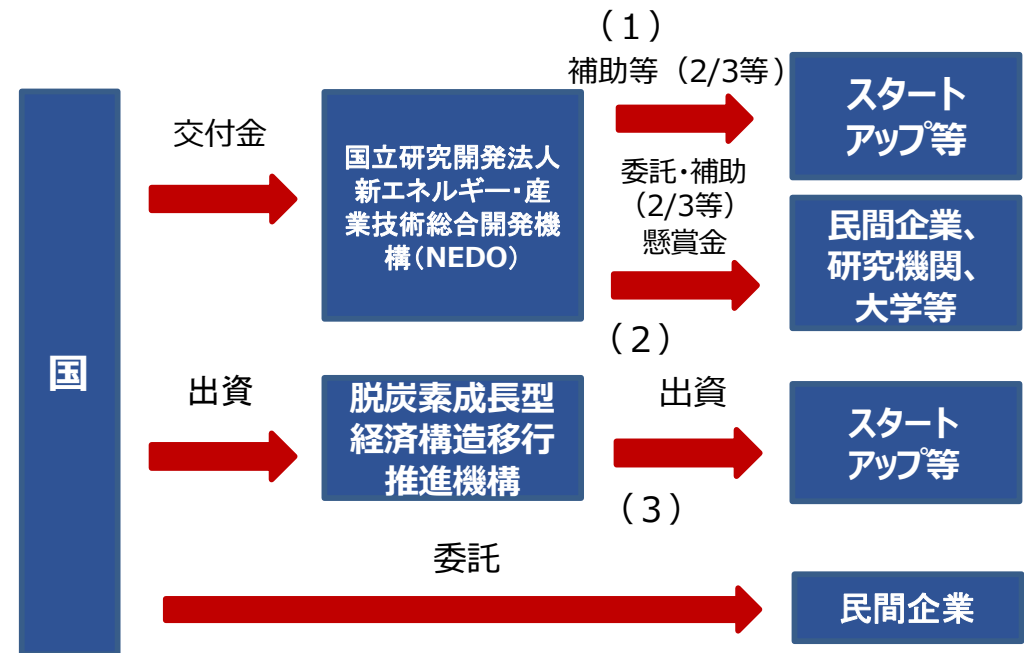 国
交付金
国立研究開発法人
新エネルギー・産
業技術総合開発機
構（NEDO）
（1）
補助等（2/3等）
スタート
アップ等
委託・補助
（2/3等）
懸賞金
（2）
民間企業、
研究機関、
大学等
出資
脱炭素成長型
経済構造移行
推進機構
出資
（3）
スタート
アップ等
委託
民間企業